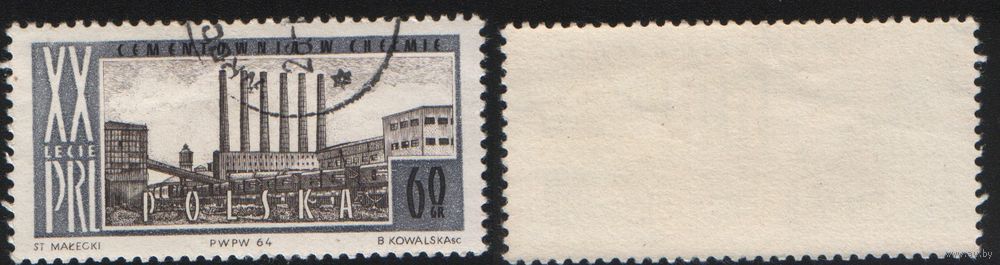 CEMENTOWNIA W CHEŁMIE
XX
LECIE
PRL
POLSKA
60
GR
ST MAŁECKI
PWPW 64
B KOWALSKA sc